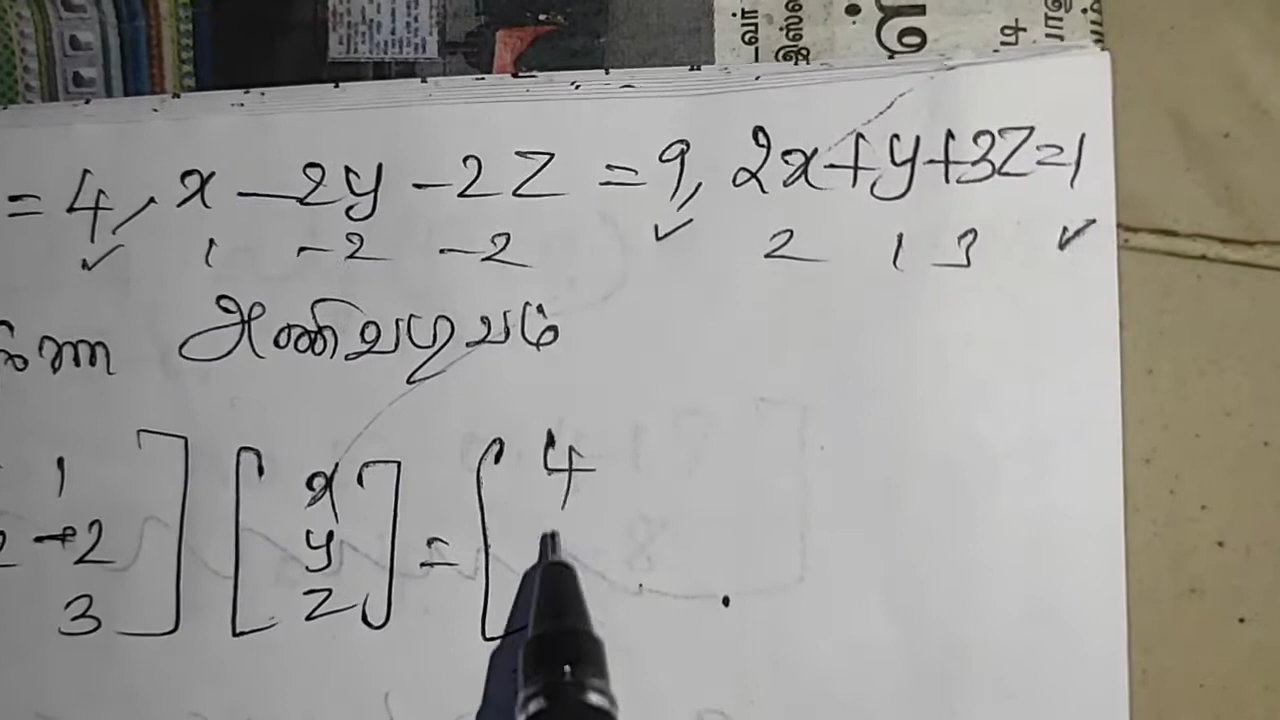 = 4, x - 2y - 2z = 9, 2x + y + 3z = 1
1 -2 -2 2 1 3
அணிவடிவம்
1
-2
3
x
y
z
=
4